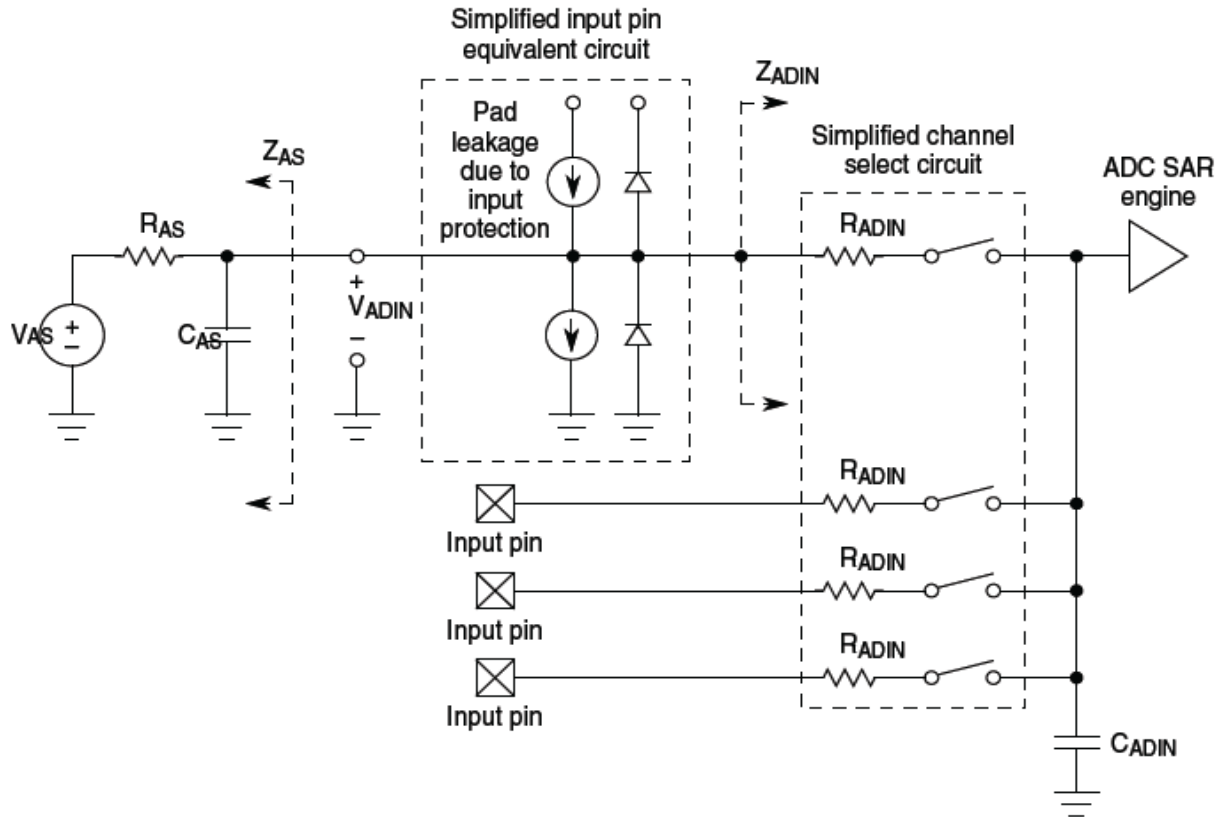 Simplified input pin
equivalent circuit
Pad
leakage
due to
input
protection
ZADIN
Simplified channel
select circuit
ADC SAR
engine
ZAS
RAS
RADIN
VAS
+
–
CAS
+
VADIN
–
RADIN
Input pin
RADIN
Input pin
RADIN
Input pin
CADIN